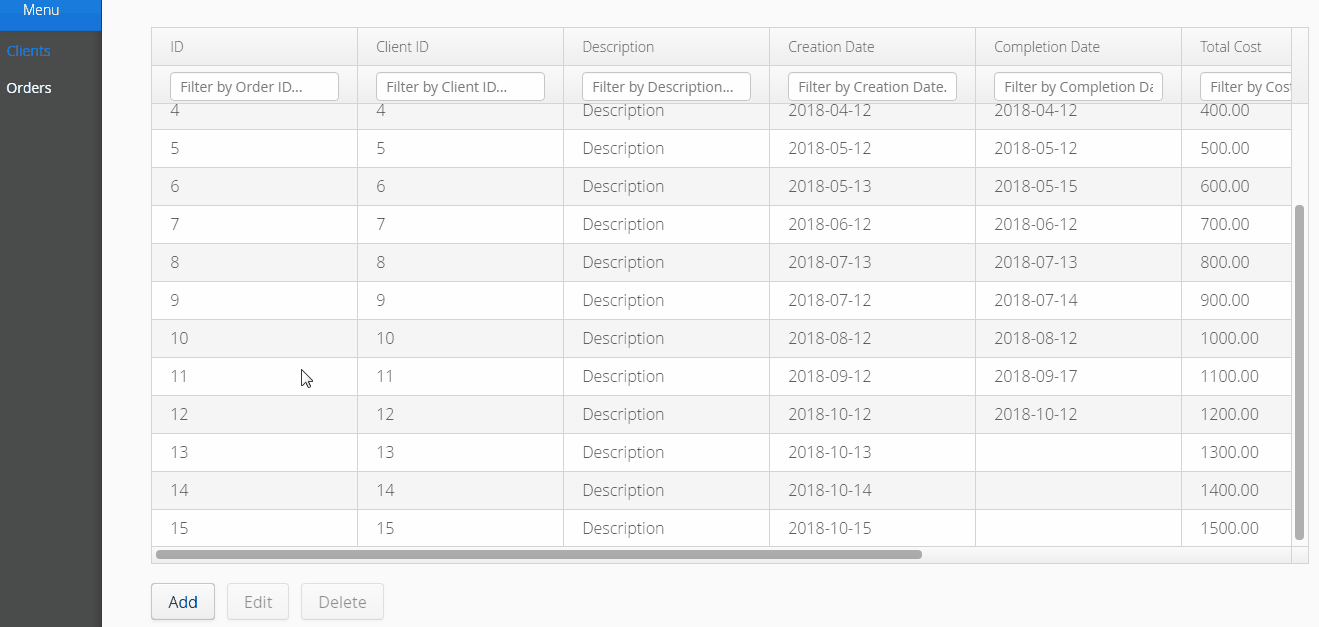 Menu
Clients
Orders
ID Client ID Description Creation Date Completion Date Total Cost
Filter by Order ID... Filter by Client ID... Filter by Description... Filter by Creation Date. Filter by Completion Da Filter by Cos
4 4 Description 2018-04-12 2018-04-12 400.00
5 5 Description 2018-05-12 2018-05-12 500.00
6 6 Description 2018-05-13 2018-05-15 600.00
7 7 Description 2018-06-12 2018-06-12 700.00
8 8 Description 2018-07-13 2018-07-13 800.00
9 9 Description 2018-07-12 2018-07-14 900.00
10 10 Description 2018-08-12 2018-08-12 1000.00
11 11 Description 2018-09-12 2018-09-17 1100.00
12 12 Description 2018-10-12 2018-10-12 1200.00
13 13 Description 2018-10-13 1300.00
14 14 Description 2018-10-14 1400.00
15 15 Description 2018-10-15 1500.00
Add Edit Delete